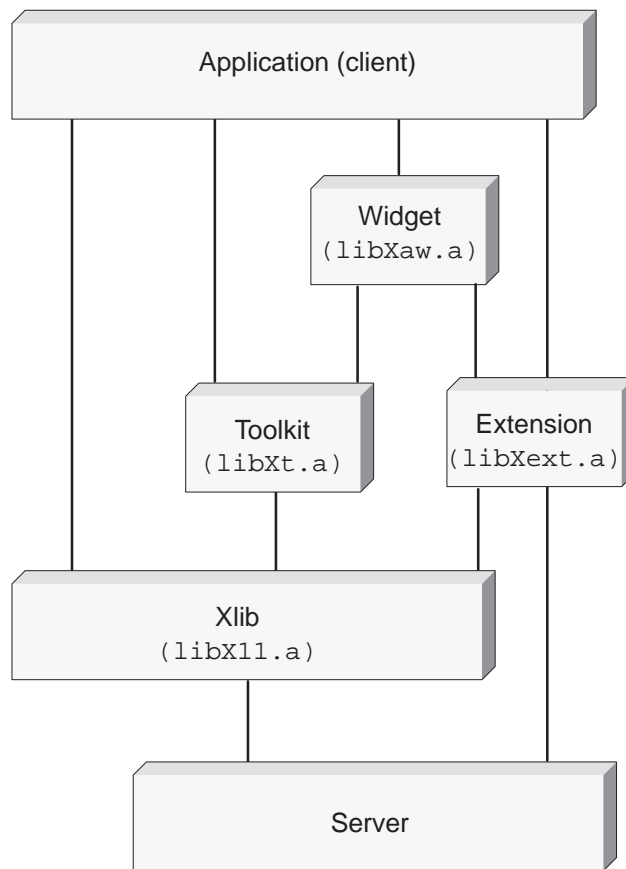 Application (client)
Widget
(libXaw.a)
Toolkit
(libXt.a)
Extension
(libXext.a)
Xlib
(libX11.a)
Server